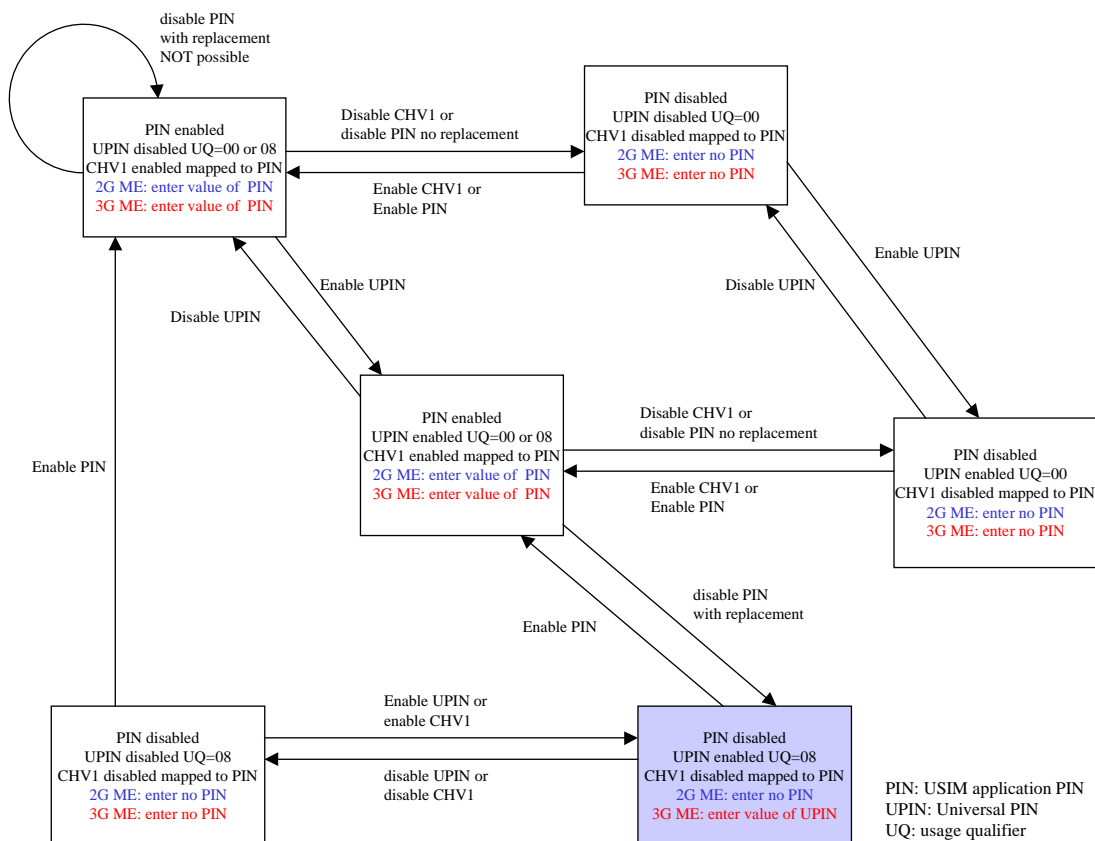 disable PIN
with replacement
NOT possible
PIN enabled
UPIN disabled UQ=00 or 08
CHV1 enabled mapped to PIN
2G ME: enter value of PIN
3G ME: enter value of PIN
Disable CHV1 or
disable PIN no replacement
Enable CHV1 or
Enable PIN
PIN disabled
UPIN disabled UQ=00
CHV1 disabled mapped to PIN
2G ME: enter no PIN
3G ME: enter no PIN
Enable UPIN
Disable UPIN
Enable UPIN
Disable UPIN
PIN enabled
UPIN enabled UQ=00 or 08
CHV1 enabled mapped to PIN
2G ME: enter value of PIN
3G ME: enter value of PIN
Disable CHV1 or
disable PIN no replacement
Enable CHV1 or
Enable PIN
PIN disabled
UPIN enabled UQ=00
CHV1 disabled mapped to PIN
2G ME: enter no PIN
3G ME: enter no PIN
Enable PIN
disable PIN
with replacement
Enable PIN
PIN disabled
UPIN disabled UQ=08
CHV1 disabled mapped to PIN
2G ME: enter no PIN
3G ME: enter no PIN
Enable UPIN or
enable CHV1
disable UPIN or
disable CHV1
PIN disabled
UPIN enabled UQ=08
CHV1 disabled mapped to PIN
2G ME: enter no PIN
3G ME: enter value of UPIN
PIN: USIM application PIN
UPIN: Universal PIN
UQ: usage qualifier